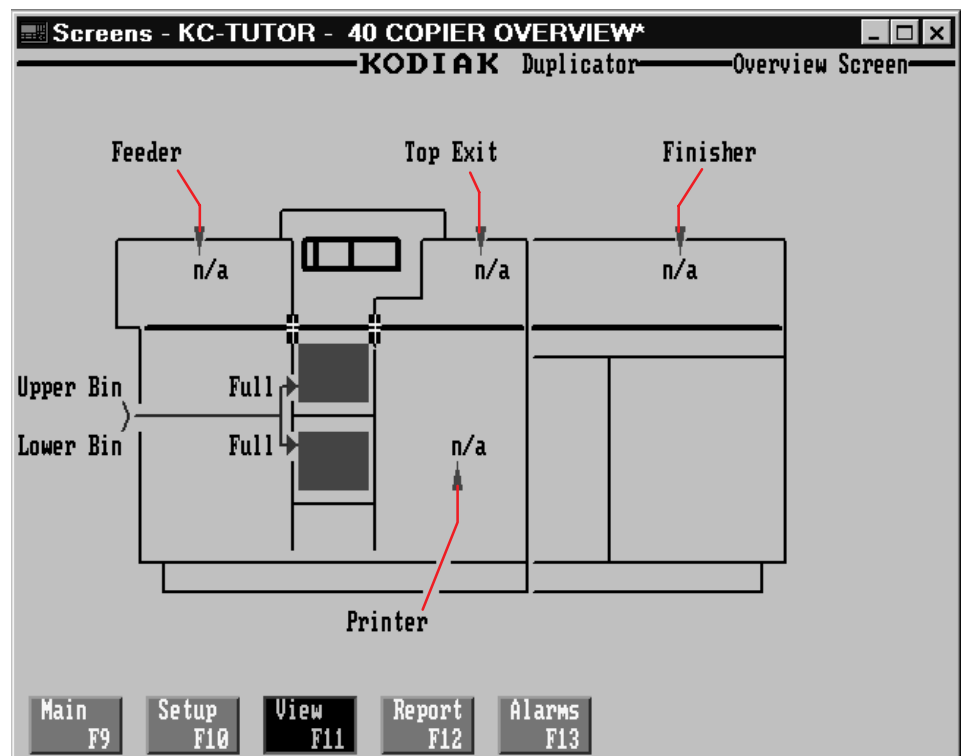 Screens - KC-TUTOR - 40 COPIER OVERVIEW*
KODIAK Duplicator Overview Screen
Feeder Top Exit Finisher
n/a n/a n/a
Upper Bin Full
Lower Bin Full n/a
Printer
Main F9
Setup F10
View F11
Report F12
Alarms F13